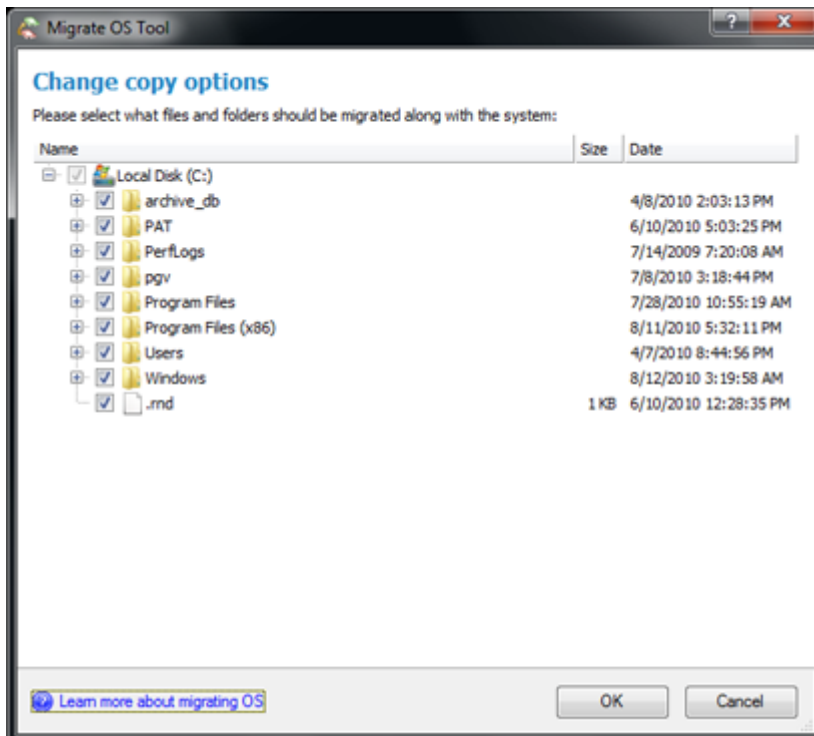 Migrate OS Tool
Change copy options
Please select what files and folders should be migrated along with the system:
Name Size Date
Local Disk (C:)
archive_db 4/8/2010 2:03:13 PM
PAT 6/10/2010 5:03:25 PM
PerfLogs 7/14/2009 7:20:08 AM
pgv 7/8/2010 3:18:44 PM
Program Files 7/28/2010 10:55:19 AM
Program Files (x86) 8/11/2010 5:32:11 PM
Users 4/7/2010 8:44:56 PM
Windows 8/12/2010 3:19:58 AM
.rnd 1 KB 6/10/2010 12:28:35 PM
Learn more about migrating OS OK Cancel